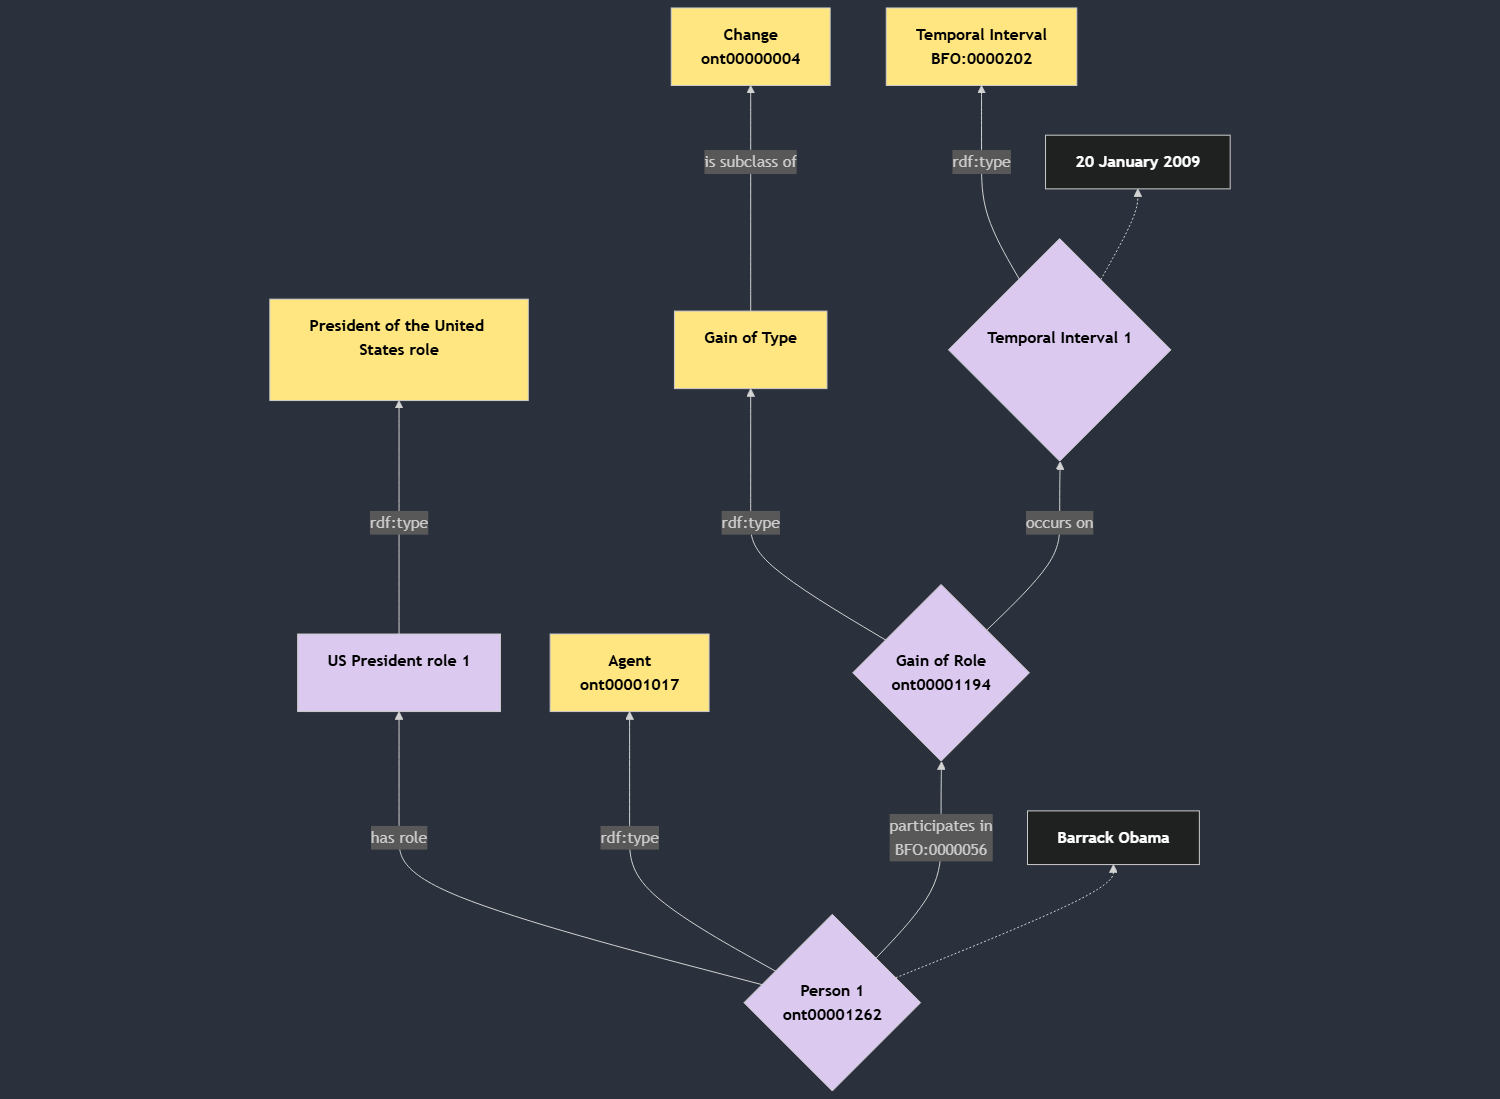 Change
ont00000004
Temporal Interval
BFO:0000202
is subclass of
rdf:type
20 January 2009
President of the United
States role
Gain of Type
Temporal Interval 1
rdf:type
rdf:type
occurs on
US President role 1
Agent
ont00001017
Gain of Role
ont00001194
has role
rdf:type
participates in
BFO:0000056
Barrack Obama
Person 1
ont00001262